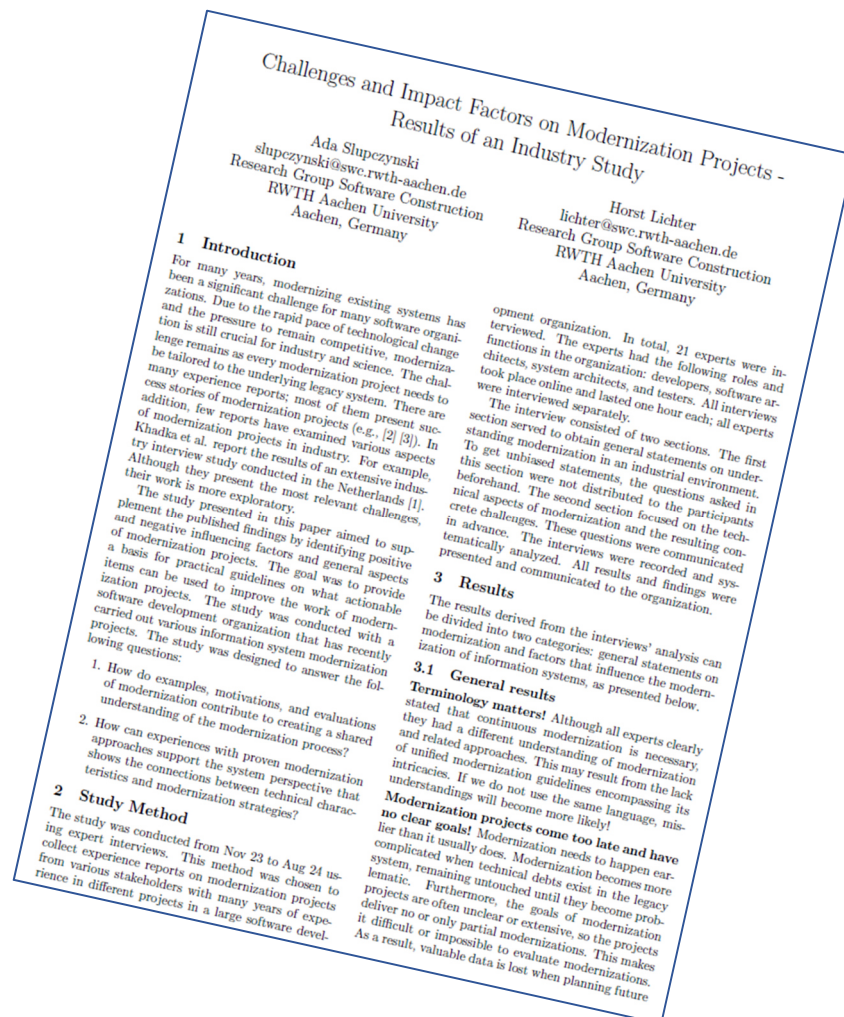 Challenges and Impact Factors on Modernization Projects -
Results of an Industry Study
Ada Slupczynski
slupczynski@swc.rwth-aachen.de
Research Group Software Construction
RWTH Aachen University
Aachen, Germany
Horst Lichter
lichter@swc.rwth-aachen.de
Research Group Software Construction
RWTH Aachen University
Aachen, Germany
1 Introduction
For many years, modernizing existing systems has
been a significant challenge for many software organi-
zations. Due to the rapid pace of technological change
and the pressure to remain competitive, moderniza-
tion is still crucial for industry and science. The chal-
lenge remains as every modernization project needs to
be tailored to the underlying legacy system. There are
many experience reports; most of them present suc-
cess stories of modernization projects (e.g., [2] [3]). In
addition, few reports have examined various aspects
of modernization projects in industry. For example,
Khadka et al. report the results of an extensive indus-
try interview study conducted in the Netherlands [1].
Although they present the most relevant challenges,
their work is more exploratory.
The study presented in this paper aimed to sup-
plement the published findings by identifying positive
and negative influencing factors and general aspects
of modernization projects. The goal was to provide
a basis for practical guidelines on what actionable
items can be used to improve the work of modern-
ization projects. The study was conducted with a
software development organization that has recently
carried out various information system modernization
projects. The study was designed to answer the fol-
lowing questions:
1. How do examples, motivations, and evaluations
of modernization contribute to creating a shared
understanding of the modernization process?
2. How can experiences with proven modernization
approaches support the system perspective that
shows the connections between technical charac-
teristics and modernization strategies?
2 Study Method
The study was conducted from Nov 23 to Aug 24 us-
ing expert interviews. This method was chosen to
collect experience reports on modernization projects
from various stakeholders with many years of expe-
rience in different projects in a large software devel-
opment organization. In total, 21 experts were in-
terviewed. The experts had the following roles and
functions in the organization: developers, software ar-
chitects, system architects, and testers. All interviews
took place online and lasted one hour each; all experts
were interviewed separately.
The interview consisted of two sections. The first
section served to obtain general statements on under-
standing modernization in an industrial environment.
To get unbiased statements, the questions asked in
this section were not distributed to the participants
beforehand. The second section focused on the tech-
nical aspects of modernization and the resulting con-
crete challenges. These questions were communicated
in advance. The interviews were recorded and sys-
tematically analyzed. All results and findings were
presented and communicated to the organization.
3 Results
The results derived from the interviews' analysis can
be divided into two categories: general statements on
modernization and factors that influence the modern-
ization of information systems, as presented below.
3.1 General results
Terminology matters! Although all experts clearly
stated that continuous modernization is necessary,
they had a different understanding of modernization
and related approaches. This may result from the lack
of unified modernization guidelines encompassing its
intricacies. If we do not use the same language, mis-
understandings will become more likely!
Modernization projects come too late and have
no clear goals! Modernization needs to happen ear-
lier than it usually does. Modernization becomes more
complicated when technical debts exist in the legacy
system, remaining untouched until they become prob-
lematic. Furthermore, the goals of modernization
projects are often unclear or extensive, so the projects
deliver no or only partial modernizations. This makes
it difficult or impossible to evaluate modernizations.
As a result, valuable data is lost when planning future